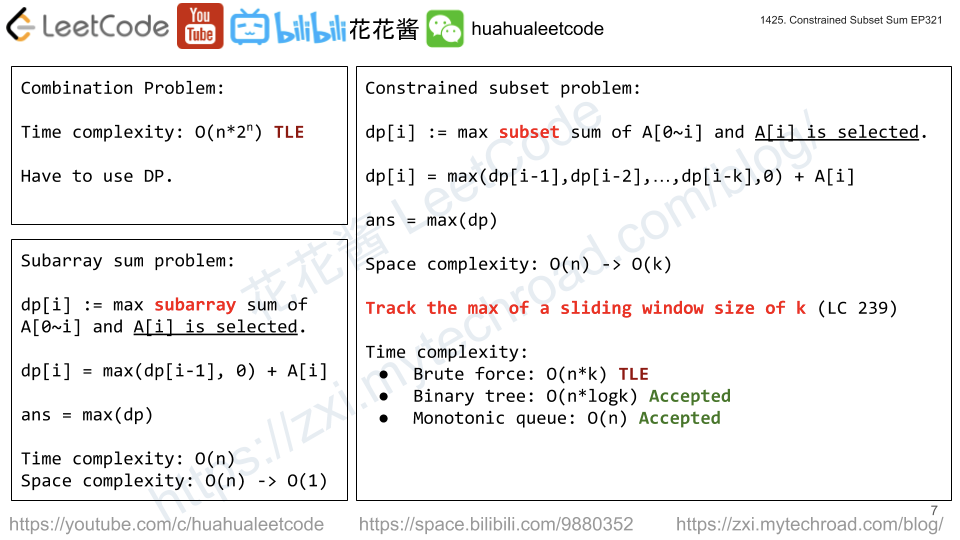 LeetCode
You
Tube
bilibili
花花酱
huahualeetcode
1425. Constrained Subset Sum EP321
Combination Problem:
Time complexity: O(n*2ⁿ) TLE
Have to use DP.
Subarray sum problem:
dp[i] := max subarray sum of
A[0~i] and A[i] is selected.
dp[i] = max(dp[i-1], 0) + A[i]
ans = max(dp)
Time complexity: O(n)
Space complexity: O(n) -> O(1)
Constrained subset problem:
dp[i] := max subset sum of A[0~i] and A[i] is selected.
dp[i] = max(dp[i-1],dp[i-2],…,dp[i-k],0) + A[i]
ans = max(dp)
Space complexity: O(n) -> O(k)
Track the max of a sliding window size of k (LC 239)
Time complexity:
● Brute force: O(n*k) TLE
● Binary tree: O(n*logk) Accepted
● Monotonic queue: O(n) Accepted
花花酱 LeetCode
https://zxi.mytechroad.com/blog/
7
https://youtube.com/c/huahualeetcode
https://space.bilibili.com/9880352
https://zxi.mytechroad.com/blog/